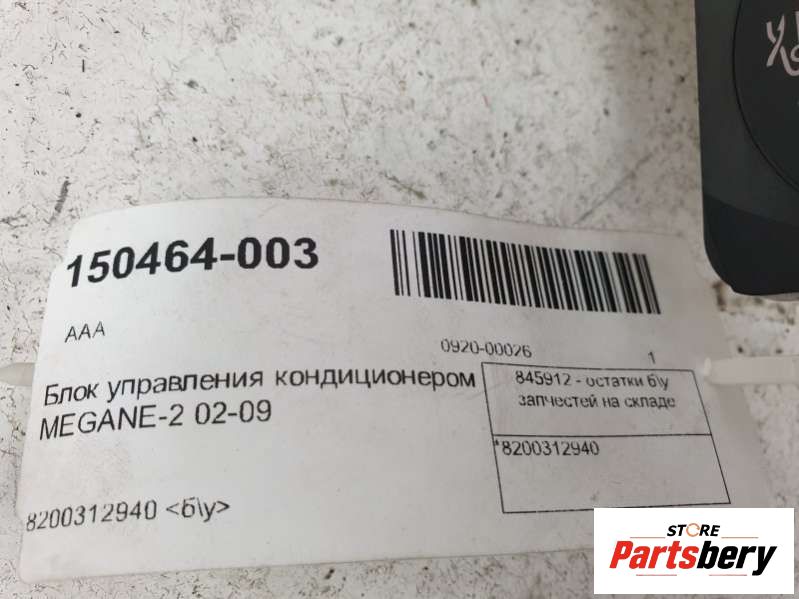 150464-003
AAA
0920-00026 1
Блок управления кондиционером
MEGANE-2 02-09
845912 - остатки б\у
запчестей на складе
*8200312940
8200312940 <б\у>
STORE
Partsbery